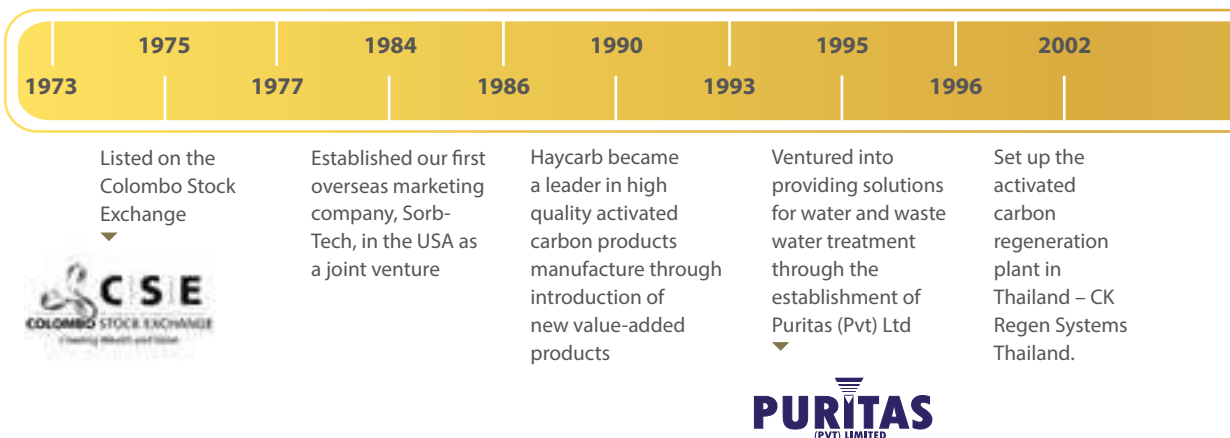 1975 1984 1990 1995 2002
1973 1977 1986 1993 1996
Listed on the
Colombo Stock
Exchange
CSE
COLOMBO STOCK EXCHANGE
Established our first
overseas marketing
company, Sorb-
Tech, in the USA as
a joint venture
Haycarb became
a leader in high
quality activated
carbon products
manufacture through
introduction of
new value-added
products
Ventured into
providing solutions
for water and waste
water treatment
through the
establishment of
Puritas (Pvt) Ltd
PURITAS
(PVT) LIMITED
Set up the
activated
carbon
regeneration
plant in
Thailand – CK
Regen Systems
Thailand.